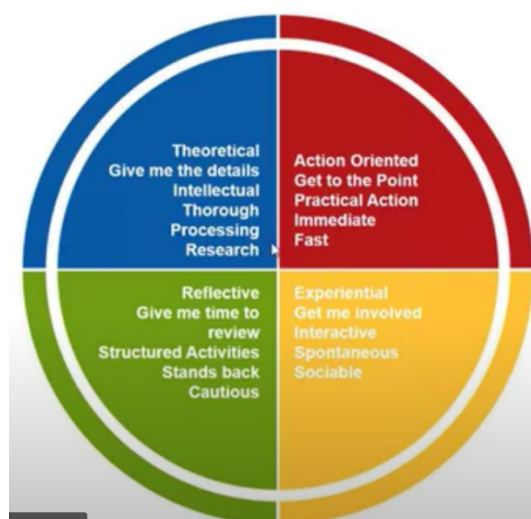 Theoretical
Give me the details
Intellectual
Thorough
Processing
Research
Action Oriented
Get to the Point
Practical Action
Immediate
Fast
Reflective
Give me time to
review
Structured Activities
Stands back
Cautious
Experiential
Get me involved
Interactive
Spontaneous
Sociable